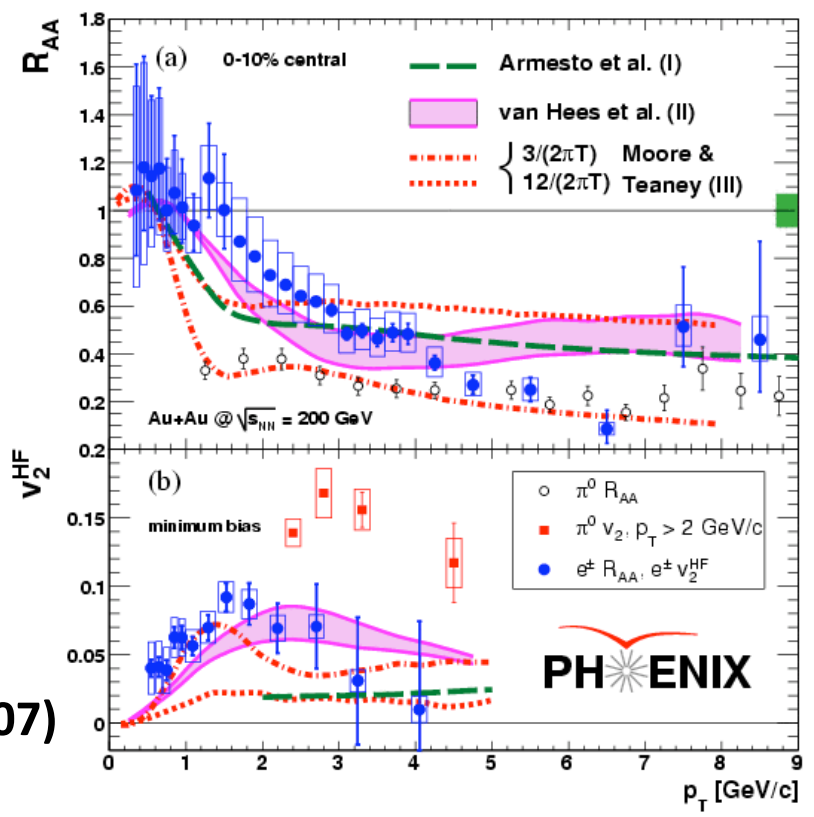 R_AA
1.8
1.6
1.4
1.2
1
0.8
0.6
0.4
0.2
(a)
0-10% central
Armesto et al. (I)
van Hees et al. (II)
3/(2πT) Moore &
12/(2πT) Teaney (III)
Au+Au @ √s_NN = 200 GeV
v_2^HF
0.2
0.15
0.1
0.05
0
(b)
minimum bias
π⁰ R_AA
π⁰ v_2, p_T > 2 GeV/c
e± R_AA, e± v_2^HF
PHENIX
07)
0 1 2 3 4 5 6 7 8 9
p_T [GeV/c]